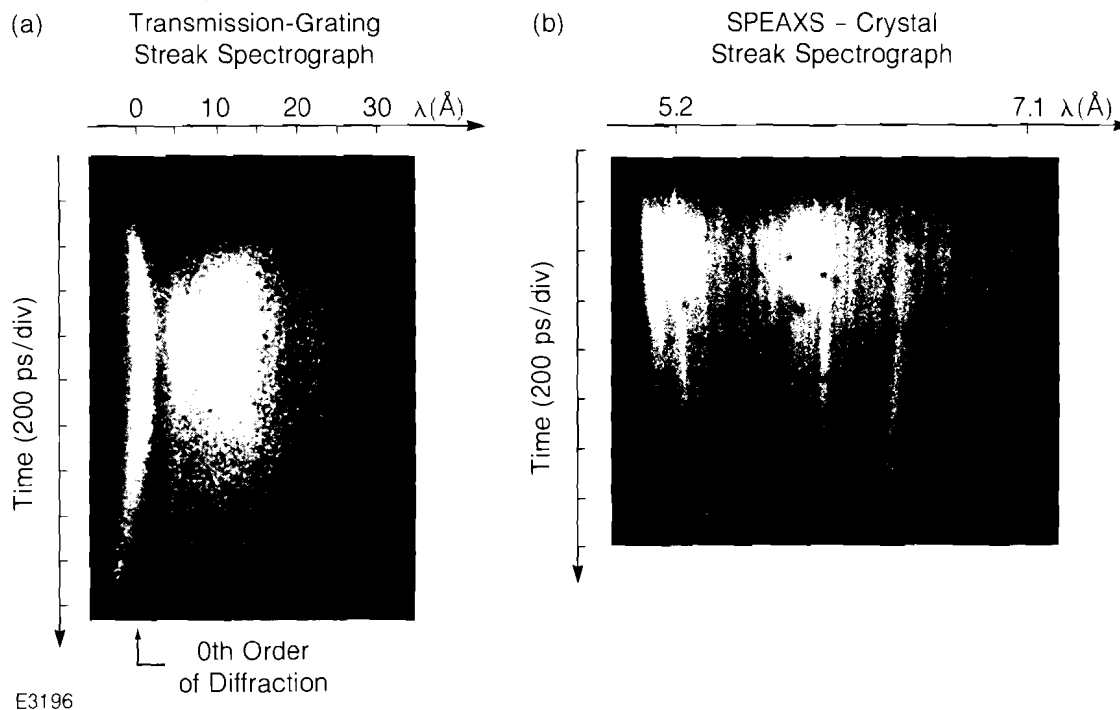 (a) Transmission-Grating
Streak Spectrograph
0 10 20 30 λ(Å)
Time (200 ps/div)
0th Order
of Diffraction
(b) SPEAXS – Crystal
Streak Spectrograph
5.2 7.1 λ(Å)
Time (200 ps/div)
E3196